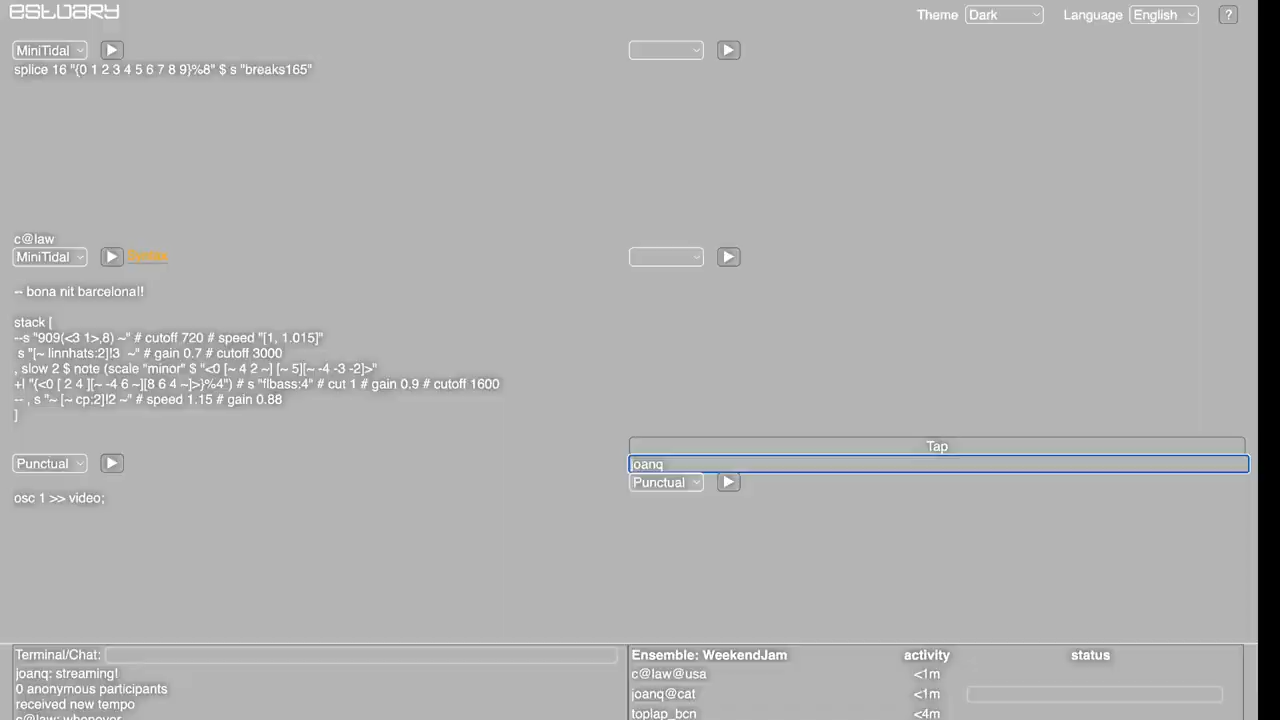 estuary
Theme Dark Language English ?
MiniTidal
splice 16 "{0 1 2 3 4 5 6 7 8 9}%8" $ s "breaks165"
c@law
MiniTidal Syntax
-- bona nit barcelona!!
stack [
--s "909(<3 1>,8) ~" # cutoff 720 # speed "[1, 1.015]"
s "[~ linnhats:2]!3 ~" # gain 0.7 # cutoff 3000
, slow 2 $ note (scale "minor" $ "<0 [~ 4 2 ~] [~ 5][~ -4 -3 -2]>"
+| "{<0 [ 2 4 ][~ -4 6 ~][8 6 4 ~]>}%4") # s "flbass:4" # cut 1 # gain 0.9 # cutoff 1600
-- , s "~ [~ cp:2]!2 ~" # speed 1.15 # gain 0.88
]
Tap
joanq
Punctual
Punctual
osc 1 >> video;
Terminal/Chat:
joanq: streaming!
0 anonymous participants
received new tempo
c@law: whenever
Ensemble: WeekendJam activity status
c@law@usa <1m
joanq@cat <1m
toplap_bcn <4m